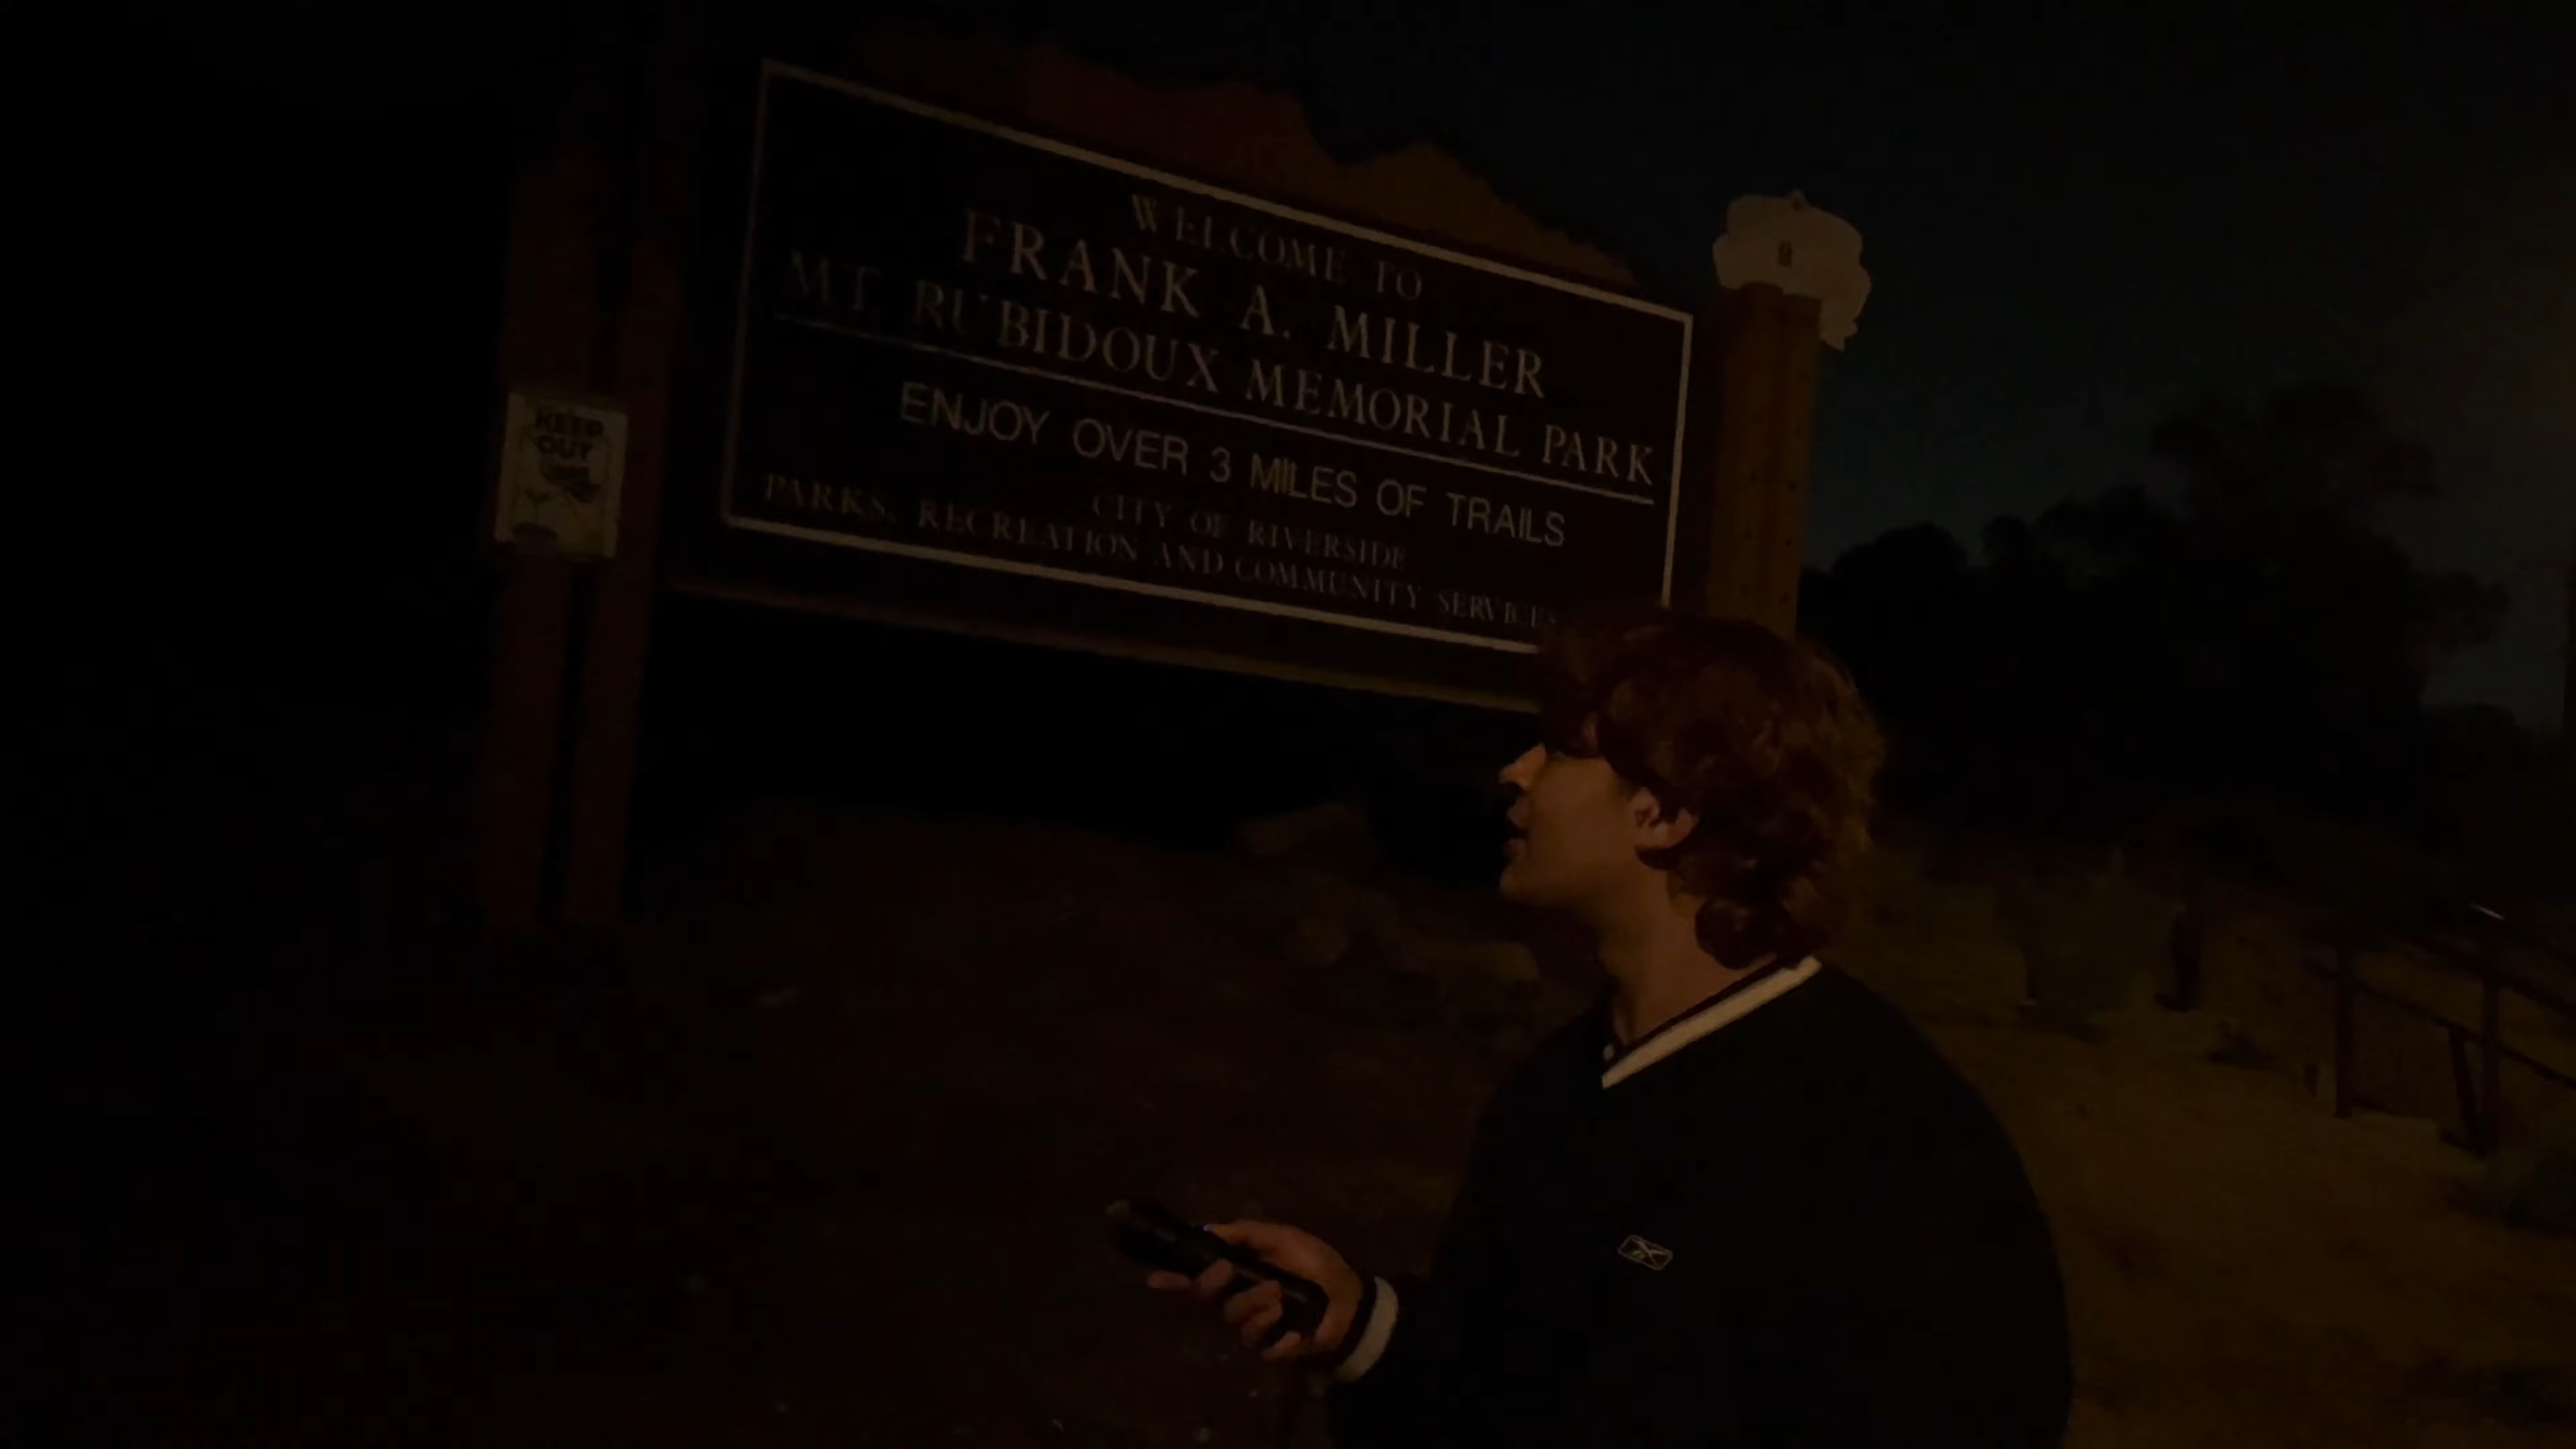 WELCOME TO
FRANK A. MILLER
MT. RUBIDOUX MEMORIAL PARK
ENJOY OVER 3 MILES OF TRAILS
CITY OF RIVERSIDE
PARKS, RECREATION AND COMMUNITY SERVICES
KEEP
OUT